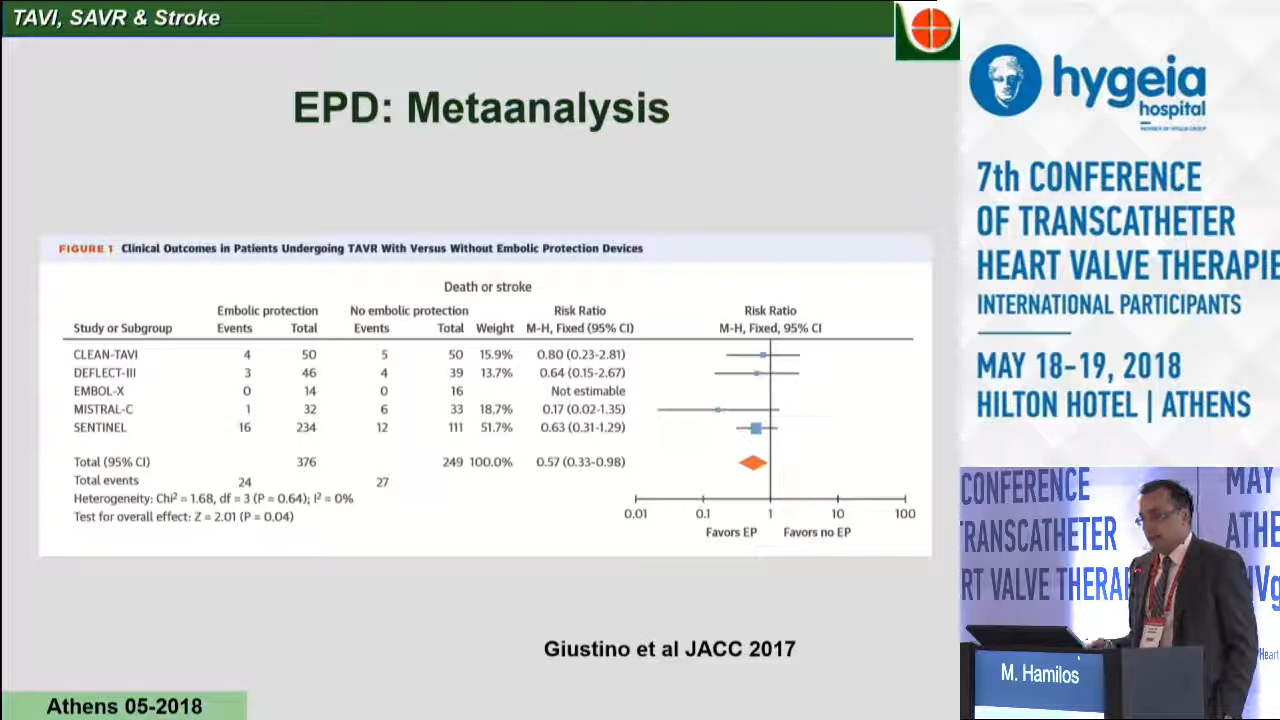 TAVI, SAVR & Stroke
EPD: Metaanalysis
FIGURE 1 Clinical Outcomes in Patients Undergoing TAVR With Versus Without Embolic Protection Devices
Death or stroke
Embolic protection No embolic protection Risk Ratio Risk Ratio
Study or Subgroup Events Total Events Total Weight M-H, Fixed (95% CI) M-H, Fixed, 95% CI
CLEAN-TAVI 4 50 5 50 15.9% 0.80 (0.23-2.81)
DEFLECT-III 3 46 4 39 13.7% 0.64 (0.15-2.67)
EMBOL-X 0 14 0 16 Not estimable
MISTRAL-C 1 32 6 33 18.7% 0.17 (0.02-1.35)
SENTINEL 16 234 12 111 51.7% 0.63 (0.31-1.29)
Total (95% CI) 376 249 100.0% 0.57 (0.33-0.98)
Total events 24 27
Heterogeneity: Chi² = 1.68, df = 3 (P = 0.64); I² = 0%
Test for overall effect: Z = 2.01 (P = 0.04)
0.01 0.1 1 10 100
Favors EP Favors no EP
Giustino et al JACC 2017
Athens 05-2018
hygeia
hospital
MEMBER OF HYGEIA GROUP
7th CONFERENCE
OF TRANSCATHETER
HEART VALVE THERAPIE
INTERNATIONAL PARTICIPANTS
MAY 18-19, 2018
HILTON HOTEL | ATHENS
CONFERENCE
TRANSCATHETER
RT VALVE THERAP
MAY
ATHE
Heart
M. Hamilos